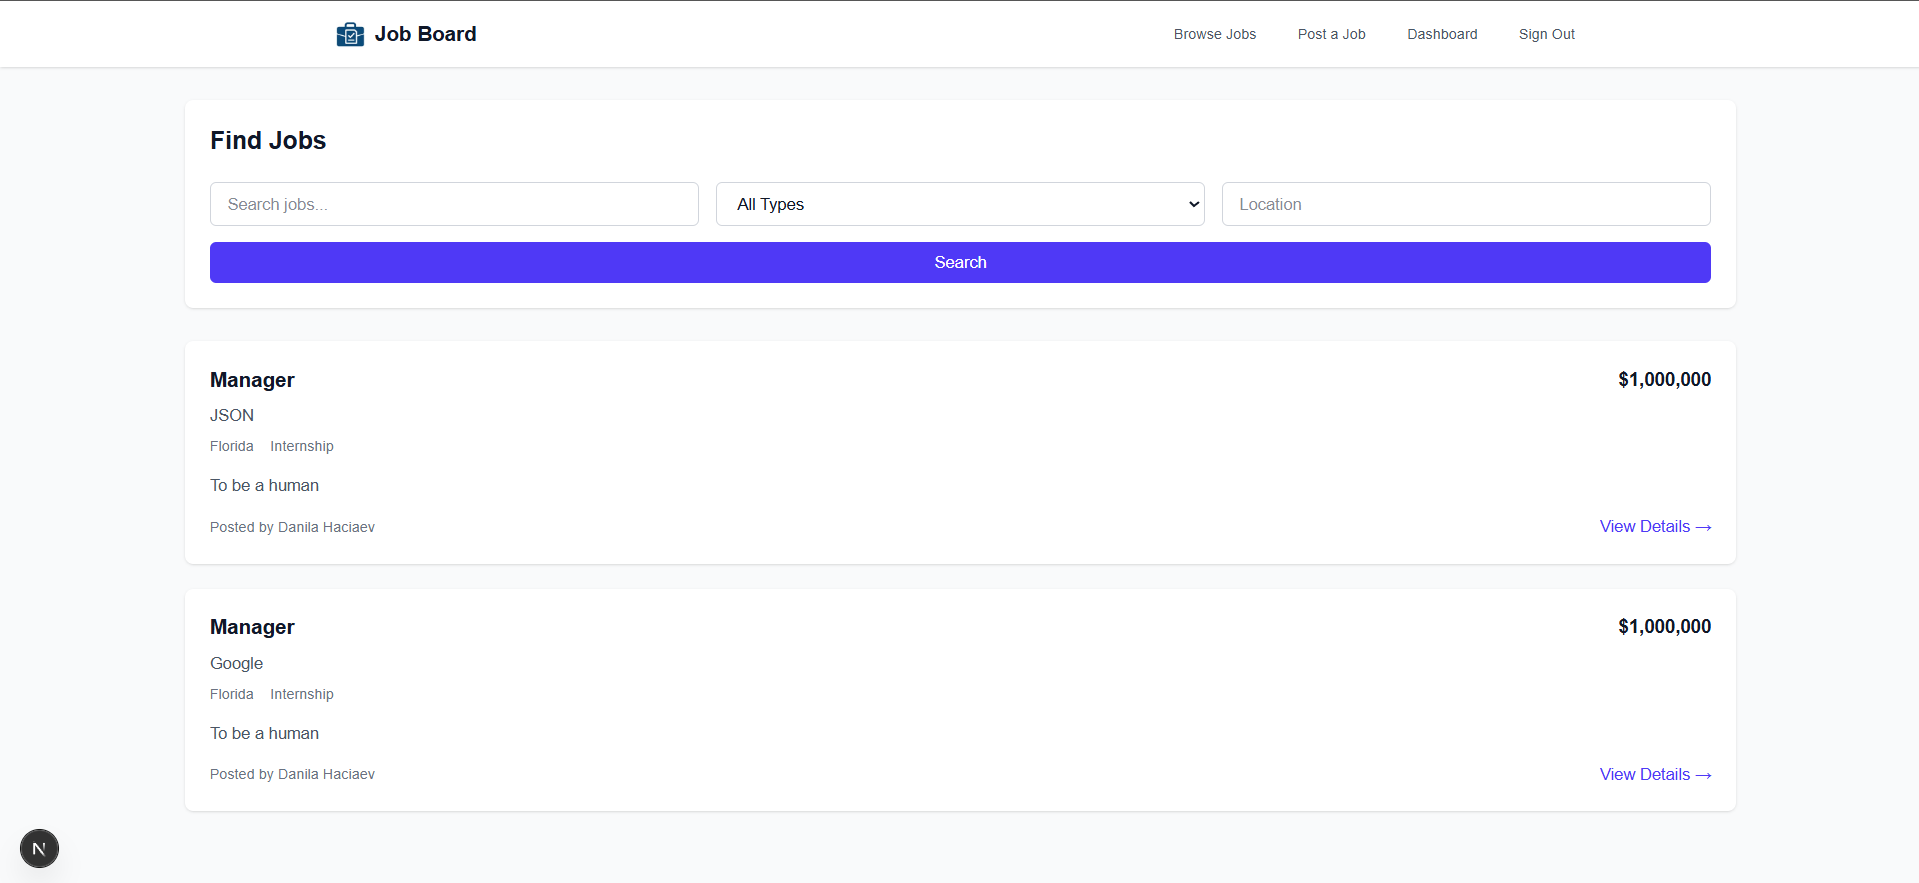 Job Board
Browse Jobs Post a Job Dashboard Sign Out
Find Jobs
Search jobs... All Types Location
Search
Manager $1,000,000
JSON
Florida Internship
To be a human
Posted by Danila Haciaev View Details →
Manager $1,000,000
Google
Florida Internship
To be a human
Posted by Danila Haciaev View Details →
N